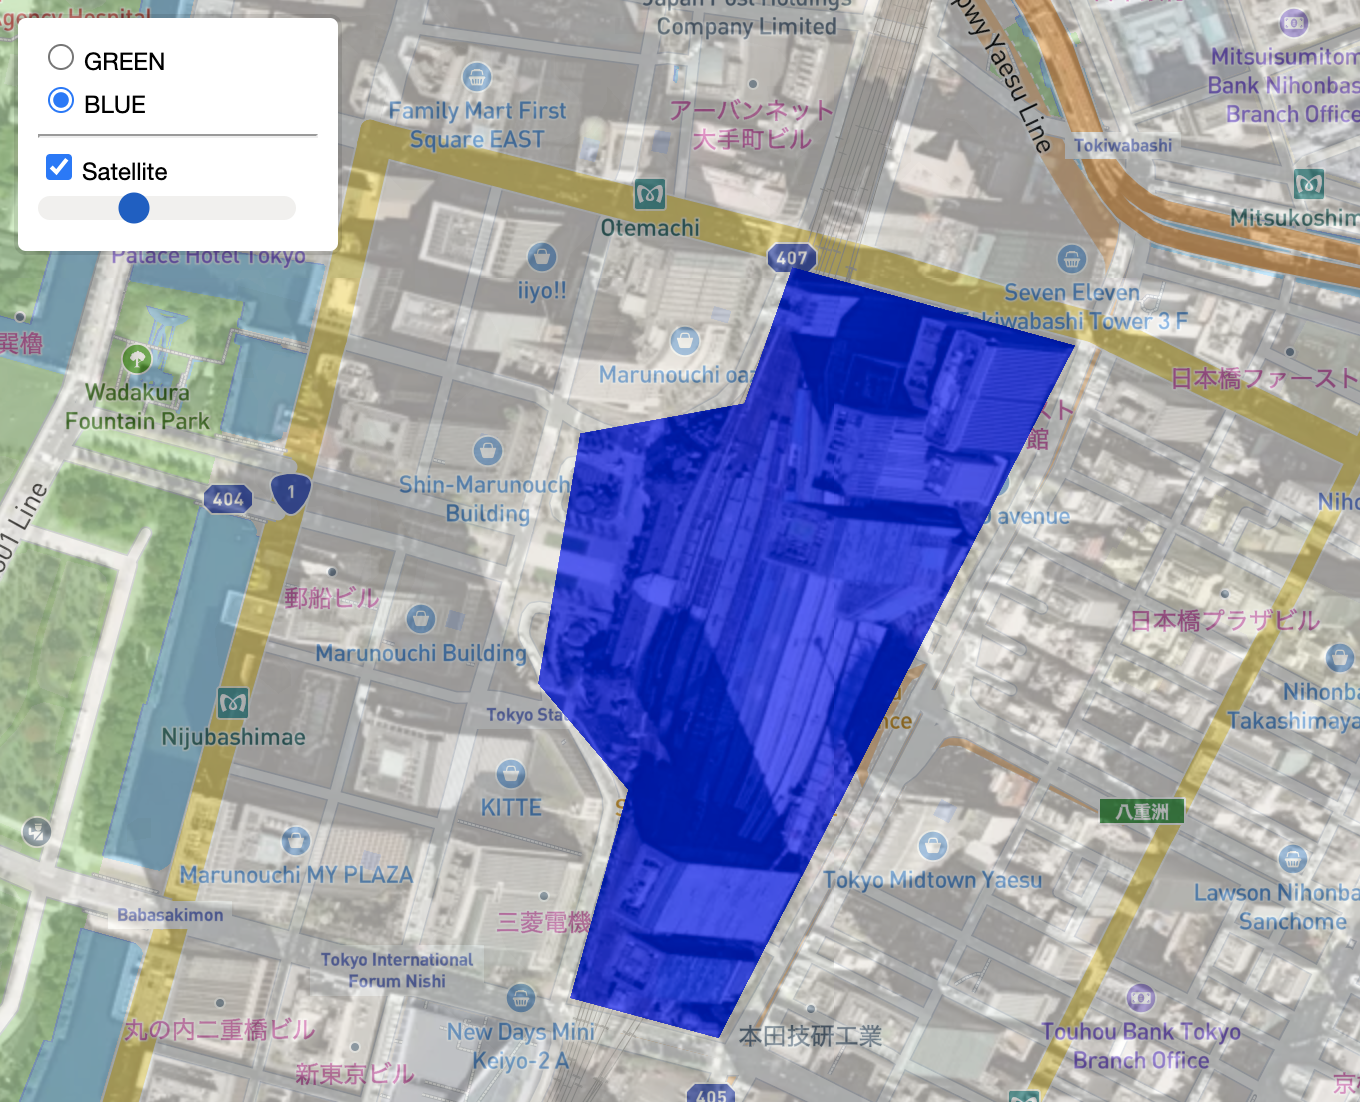 Agency Hospital
GREEN
BLUE
Satellite
Japan Post Holdings
Company Limited
pwy Yaesu Line
Mitsuisumitom
Bank Nihonbas
Branch Office
Family Mart First
Square EAST
アーバンネット
大手町ビル
Tokiwabashi
Otemachi
Mitsukoshim
407
Palace Hotel Tokyo
iiyo!!
Seven Eleven
Tokiwabashi Tower 3 F
巽櫓
Marunouchi oaz
日本橋ファースト
Wadakura
Fountain Park
スト
館
Shin-Marunouch
Building
404
1
Niho
avenue
601 Line
郵船ビル
日本橋プラザビル
Marunouchi Building
Nihonba
Takashimaya
Tokyo Sta
nce
Nijubashimae
KITTE
S
八重洲
Marunouchi MY PLAZA
Tokyo Midtown Yaesu
Lawson Nihonba
Sanchome
Babasakimon
三菱電機
Tokyo International
Forum Nishi
丸の内二重橋ビル
New Days Mini
Keiyo-2 A
本田技研工業
Touhou Bank Tokyo
Branch Office
新東京ビル
405
京